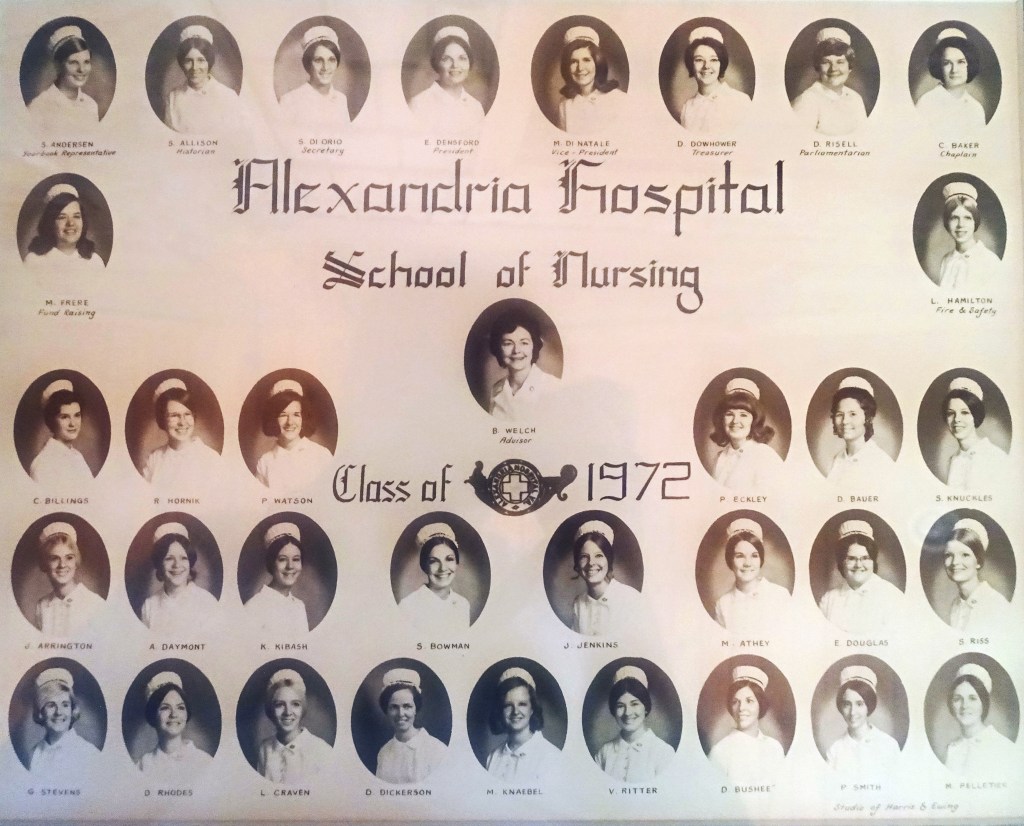 S. ANDERSEN
Yearbook Representative
S. ALLISON
Historian
S. DI ORIO
Secretary
E. DENSFORD
President
M. DI NATALE
Vice-President
D. DOWHOWER
Treasurer
D. RISELL
Parliamentarian
C. BAKER
Chaplain
Alexandria Hospital
School of Nursing
M. FRERE
Fund Raising
L. HAMILTON
Fire & Safety
B. WELCH
Advisor
Class of 1972
C. BILLINGS
R. HORNIK
P. WATSON
P. ECKLEY
D. BAUER
S. KNUCKLES
J. ARRINGTON
A. DAYMONT
K. KIBASH
S. BOWMAN
J. JENKINS
M. ATHEY
E. DOUGLAS
S. RISS
G. STEVENS
D. RHODES
L. CRAVEN
D. DICKERSON
M. KNAEBEL
V. RITTER
D. BUSHEE
P. SMITH
PELLETIER
Studio of Harris & Ewing